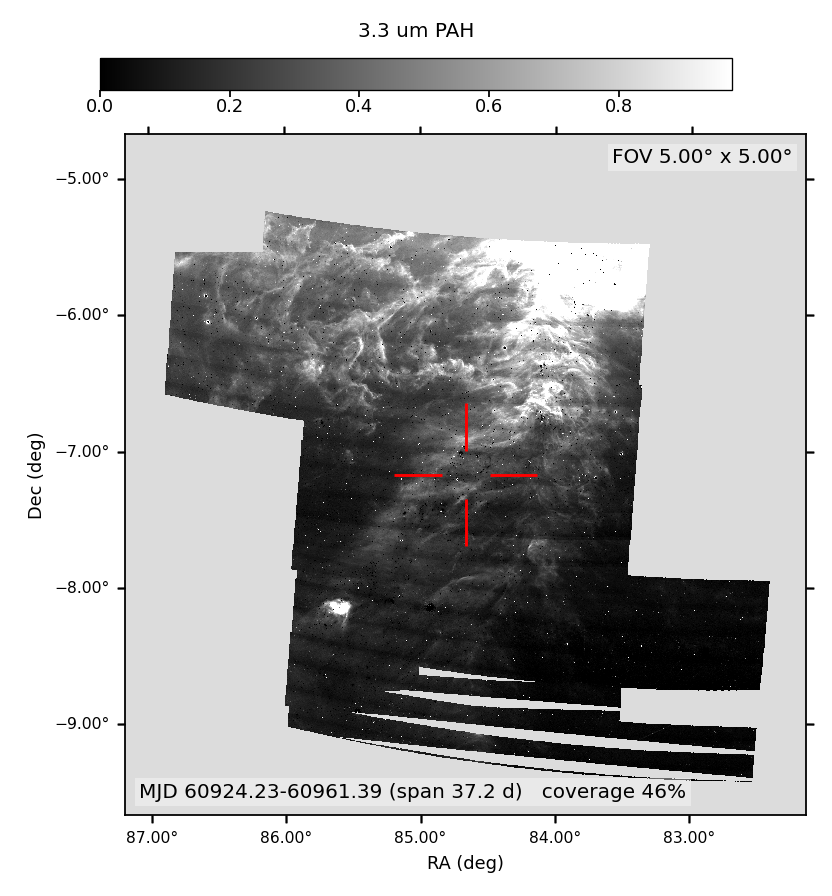 3.3 um PAH
0.0 0.2 0.4 0.6 0.8
FOV 5.00° x 5.00°
−5.00°
−6.00°
−7.00°
−8.00°
−9.00°
Dec (deg)
MJD 60924.23-60961.39 (span 37.2 d) coverage 46%
87.00° 86.00° 85.00° 84.00° 83.00°
RA (deg)